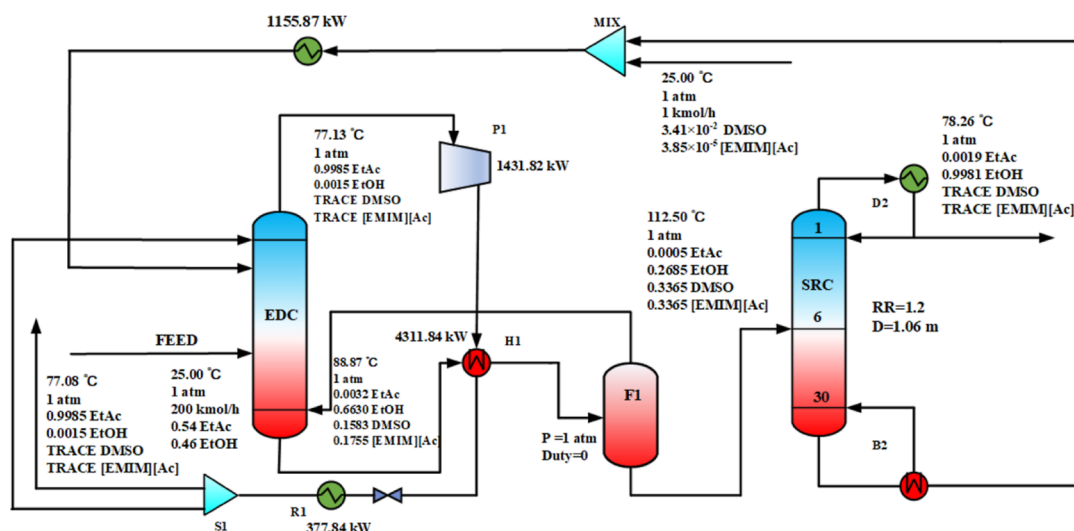 1155.87 kW
MIX
25.00 ℃
1 atm
1 kmol/h
3.41×10⁻² DMSO
3.85×10⁻⁵ [EMIM][Ac]
77.13 ℃
1 atm
0.9985 EtAc
0.0015 EtOH
TRACE DMSO
TRACE [EMIM][Ac]
P1
1431.82 kW
78.26 ℃
1 atm
0.0019 EtAc
0.9981 EtOH
TRACE DMSO
TRACE [EMIM][Ac]
D2
112.50 ℃
1 atm
0.0005 EtAc
0.2685 EtOH
0.3365 DMSO
0.3365 [EMIM][Ac]
1
SRC
6
30
RR=1.2
D=1.06 m
EDC
FEED
77.08 ℃
1 atm
0.9985 EtAc
0.0015 EtOH
TRACE DMSO
TRACE [EMIM][Ac]
25.00 ℃
1 atm
200 kmol/h
0.54 EtAc
0.46 EtOH
4311.84 kW
H1
88.87 ℃
1 atm
0.0032 EtAc
0.6630 EtOH
0.1583 DMSO
0.1755 [EMIM][Ac]
F1
P =1 atm
Duty=0
B2
S1
R1
377.84 kW